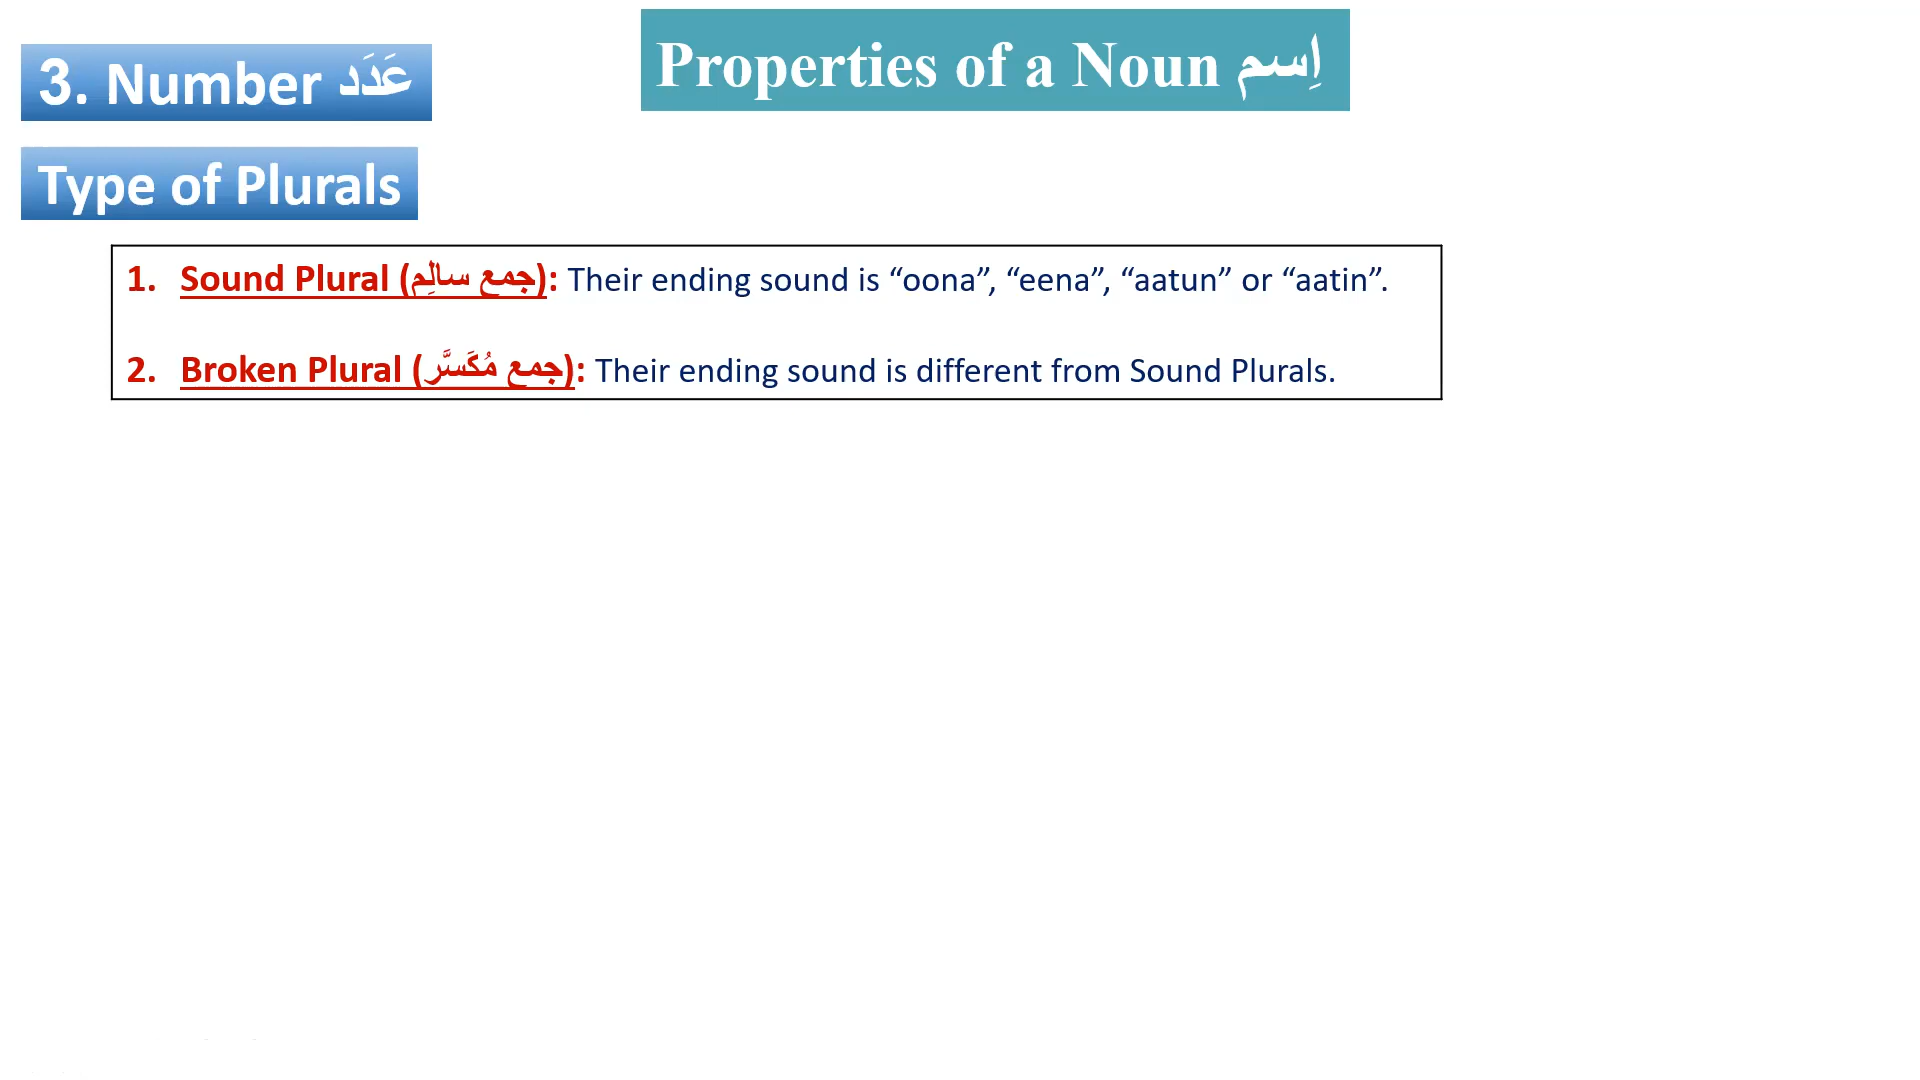 Properties of a Noun اِسم
3. Number عَدَد
Type of Plurals
1. Sound Plural (جمع سالِم): Their ending sound is “oona”, “eena”, “aatun” or “aatin”.
2. Broken Plural (جمع مُكَسَّر): Their ending sound is different from Sound Plurals.